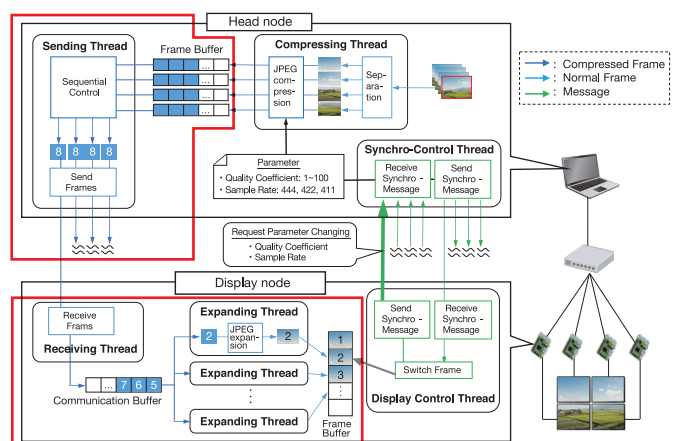 Head node
Sending Thread
Sequential
Control
8 8 8 8
Send
Frames
Frame Buffer
...
...
...
...
Compressing Thread
JPEG
com-
pres-
sion
Sep-
aration
: Compressed Frame
: Normal Frame
: Message
Parameter
・Quality Coefficient: 1~100
・Sample Rate: 444, 422, 411
Synchro-Control Thread
Receive
Synchro-
Message
Send
Synchro
-Message
Request Parameter Changing
・Quality Coefficient
・Sample Rate
Display node
Receive
Frams
Receiving Thread
... 7 6 5
Communication Buffer
Expanding Thread
2
JPEG
expan-
sion
2
Expanding Thread
Expanding Thread
1
2
3
Frame
Buffer
Send
Synchro -
Message
Receive
Synchro -
Message
Switch Frame
Display Control Thread